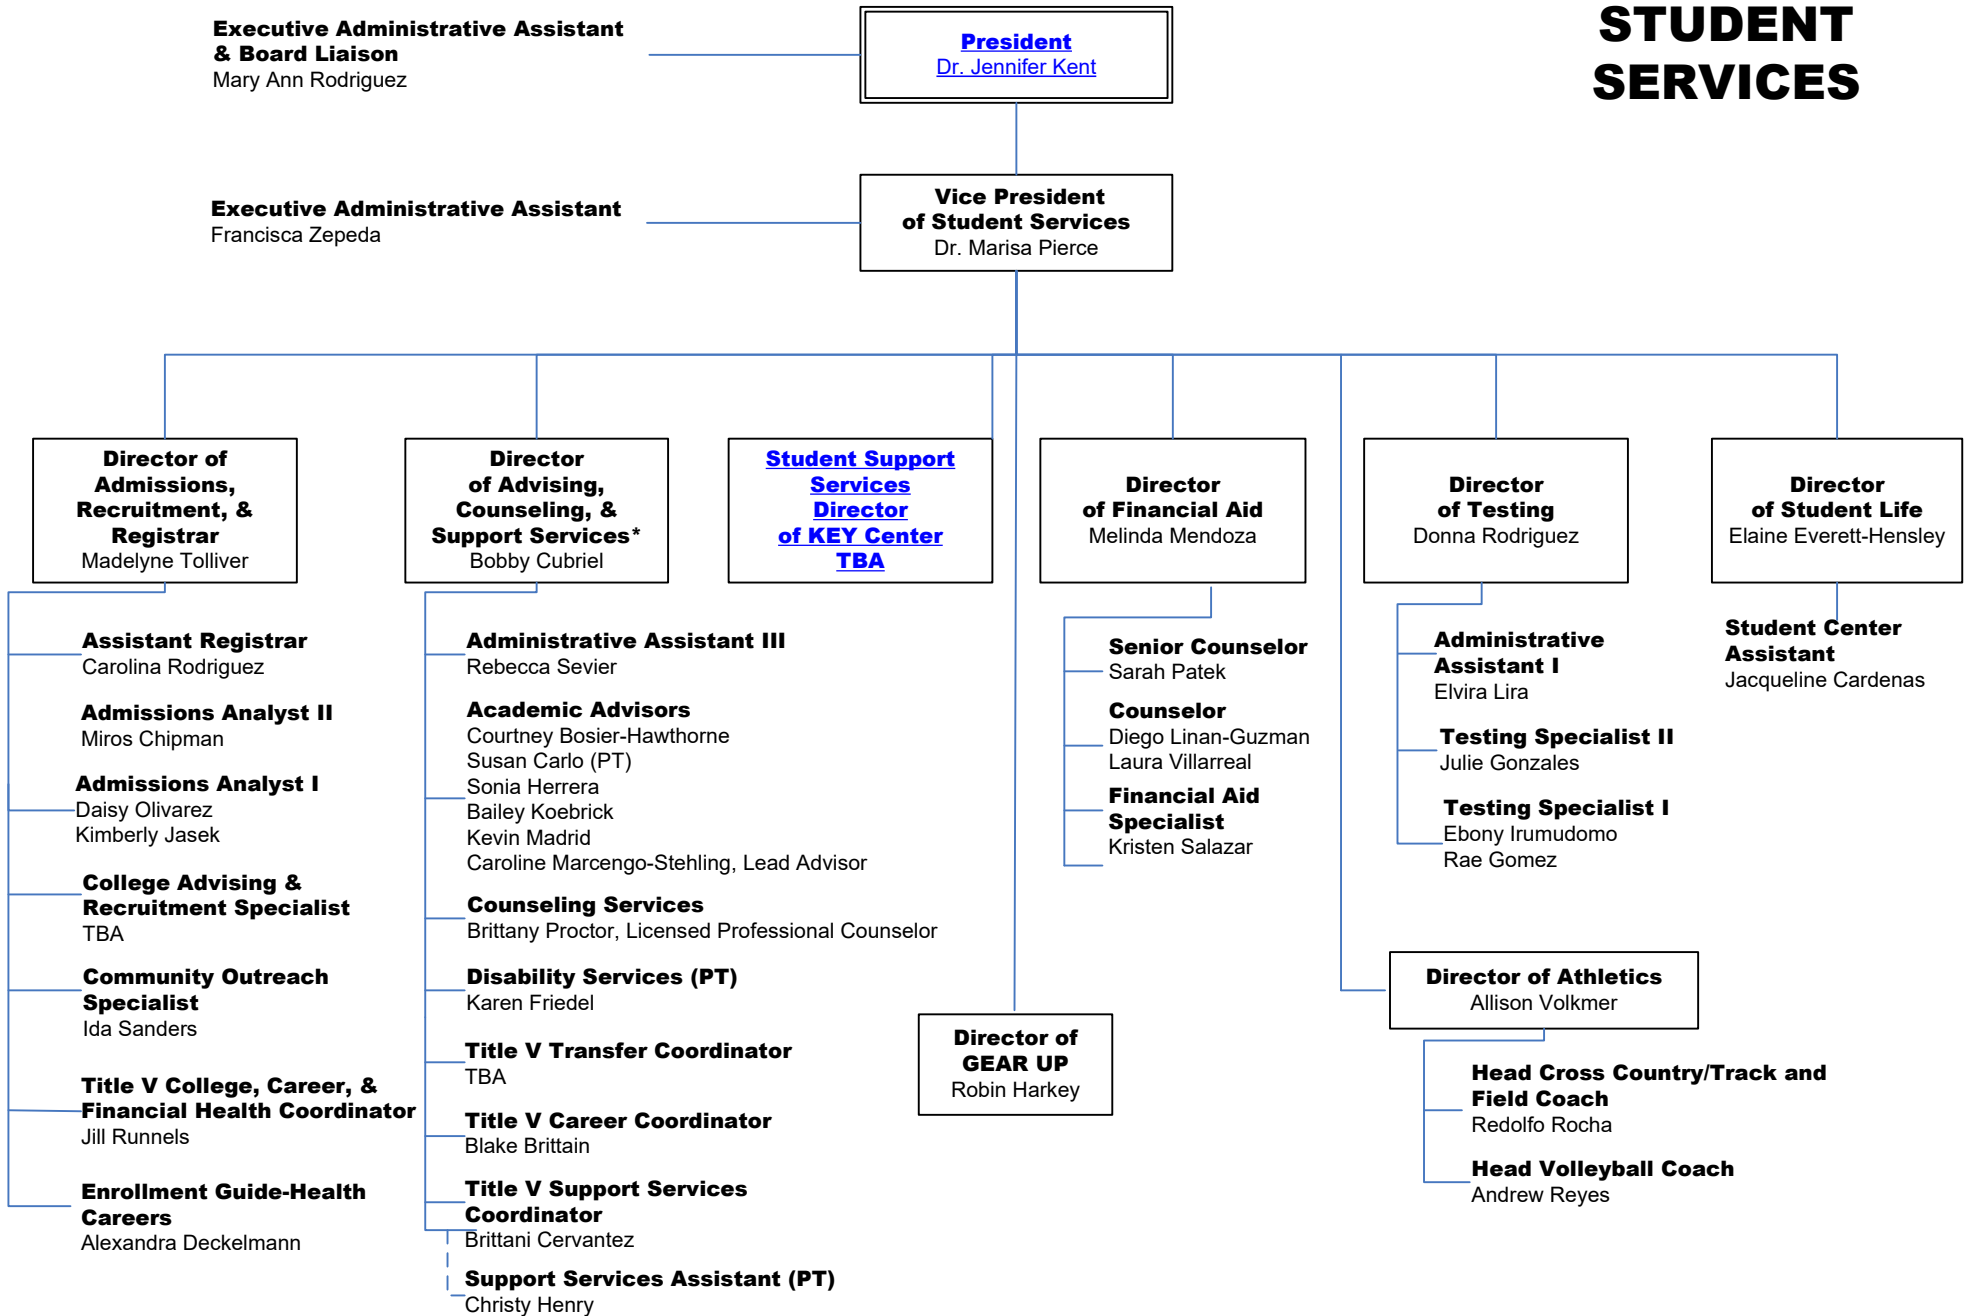 STUDENT
SERVICES
Executive Administrative Assistant
& Board Liaison
Mary Ann Rodriguez
President
Dr. Jennifer Kent
Executive Administrative Assistant
Francisca Zepeda
Vice President
of Student Services
Dr. Marisa Pierce
Director of
Admissions,
Recruitment, &
Registrar
Madelyne Tolliver
Director
of Advising,
Counseling, &
Support Services*
Bobby Cubriel
Student Support
Services
Director
of KEY Center
TBA
Director
of Financial Aid
Melinda Mendoza
Director
of Testing
Donna Rodriguez
Director
of Student Life
Elaine Everett-Hensley
Assistant Registrar
Carolina Rodriguez
Admissions Analyst II
Miros Chipman
Admissions Analyst I
Daisy Olivarez
Kimberly Jasek
College Advising &
Recruitment Specialist
TBA
Community Outreach
Specialist
Ida Sanders
Title V College, Career, &
Financial Health Coordinator
Jill Runnels
Enrollment Guide-Health
Careers
Alexandra Deckelmann
Administrative Assistant III
Rebecca Sevier
Academic Advisors
Courtney Bosier-Hawthorne
Susan Carlo (PT)
Sonia Herrera
Bailey Koebrick
Kevin Madrid
Caroline Marcengo-Stehling, Lead Advisor
Counseling Services
Brittany Proctor, Licensed Professional Counselor
Disability Services (PT)
Karen Friedel
Title V Transfer Coordinator
TBA
Title V Career Coordinator
Blake Brittain
Title V Support Services
Coordinator
Brittani Cervantez
Support Services Assistant (PT)
Christy Henry
Director of
GEAR UP
Robin Harkey
Senior Counselor
Sarah Patek
Counselor
Diego Linan-Guzman
Laura Villarreal
Financial Aid
Specialist
Kristen Salazar
Administrative
Assistant I
Elvira Lira
Testing Specialist II
Julie Gonzales
Testing Specialist I
Ebony Irumudomo
Rae Gomez
Student Center
Assistant
Jacqueline Cardenas
Director of Athletics
Allison Volkmer
Head Cross Country/Track and
Field Coach
Redolfo Rocha
Head Volleyball Coach
Andrew Reyes